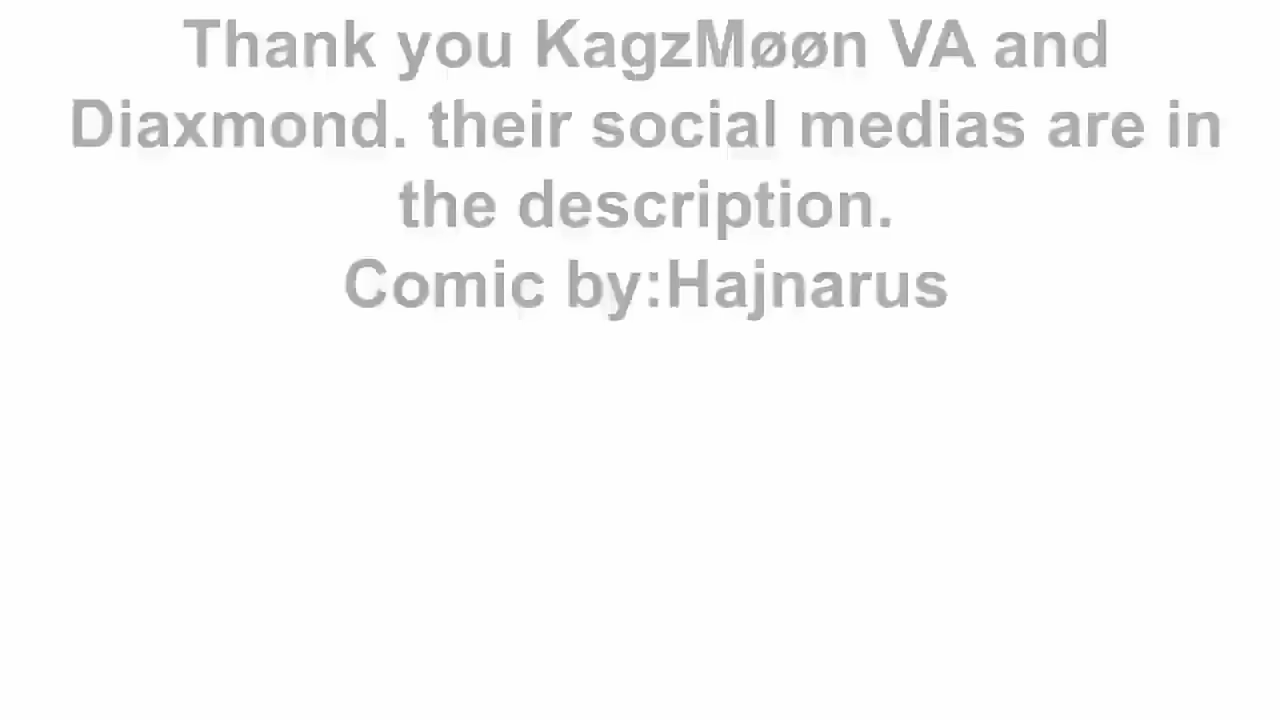 Thank you KagzMøøn VA and
Diaxmond. their social medias are in
the description.
Comic by:Hajnarus